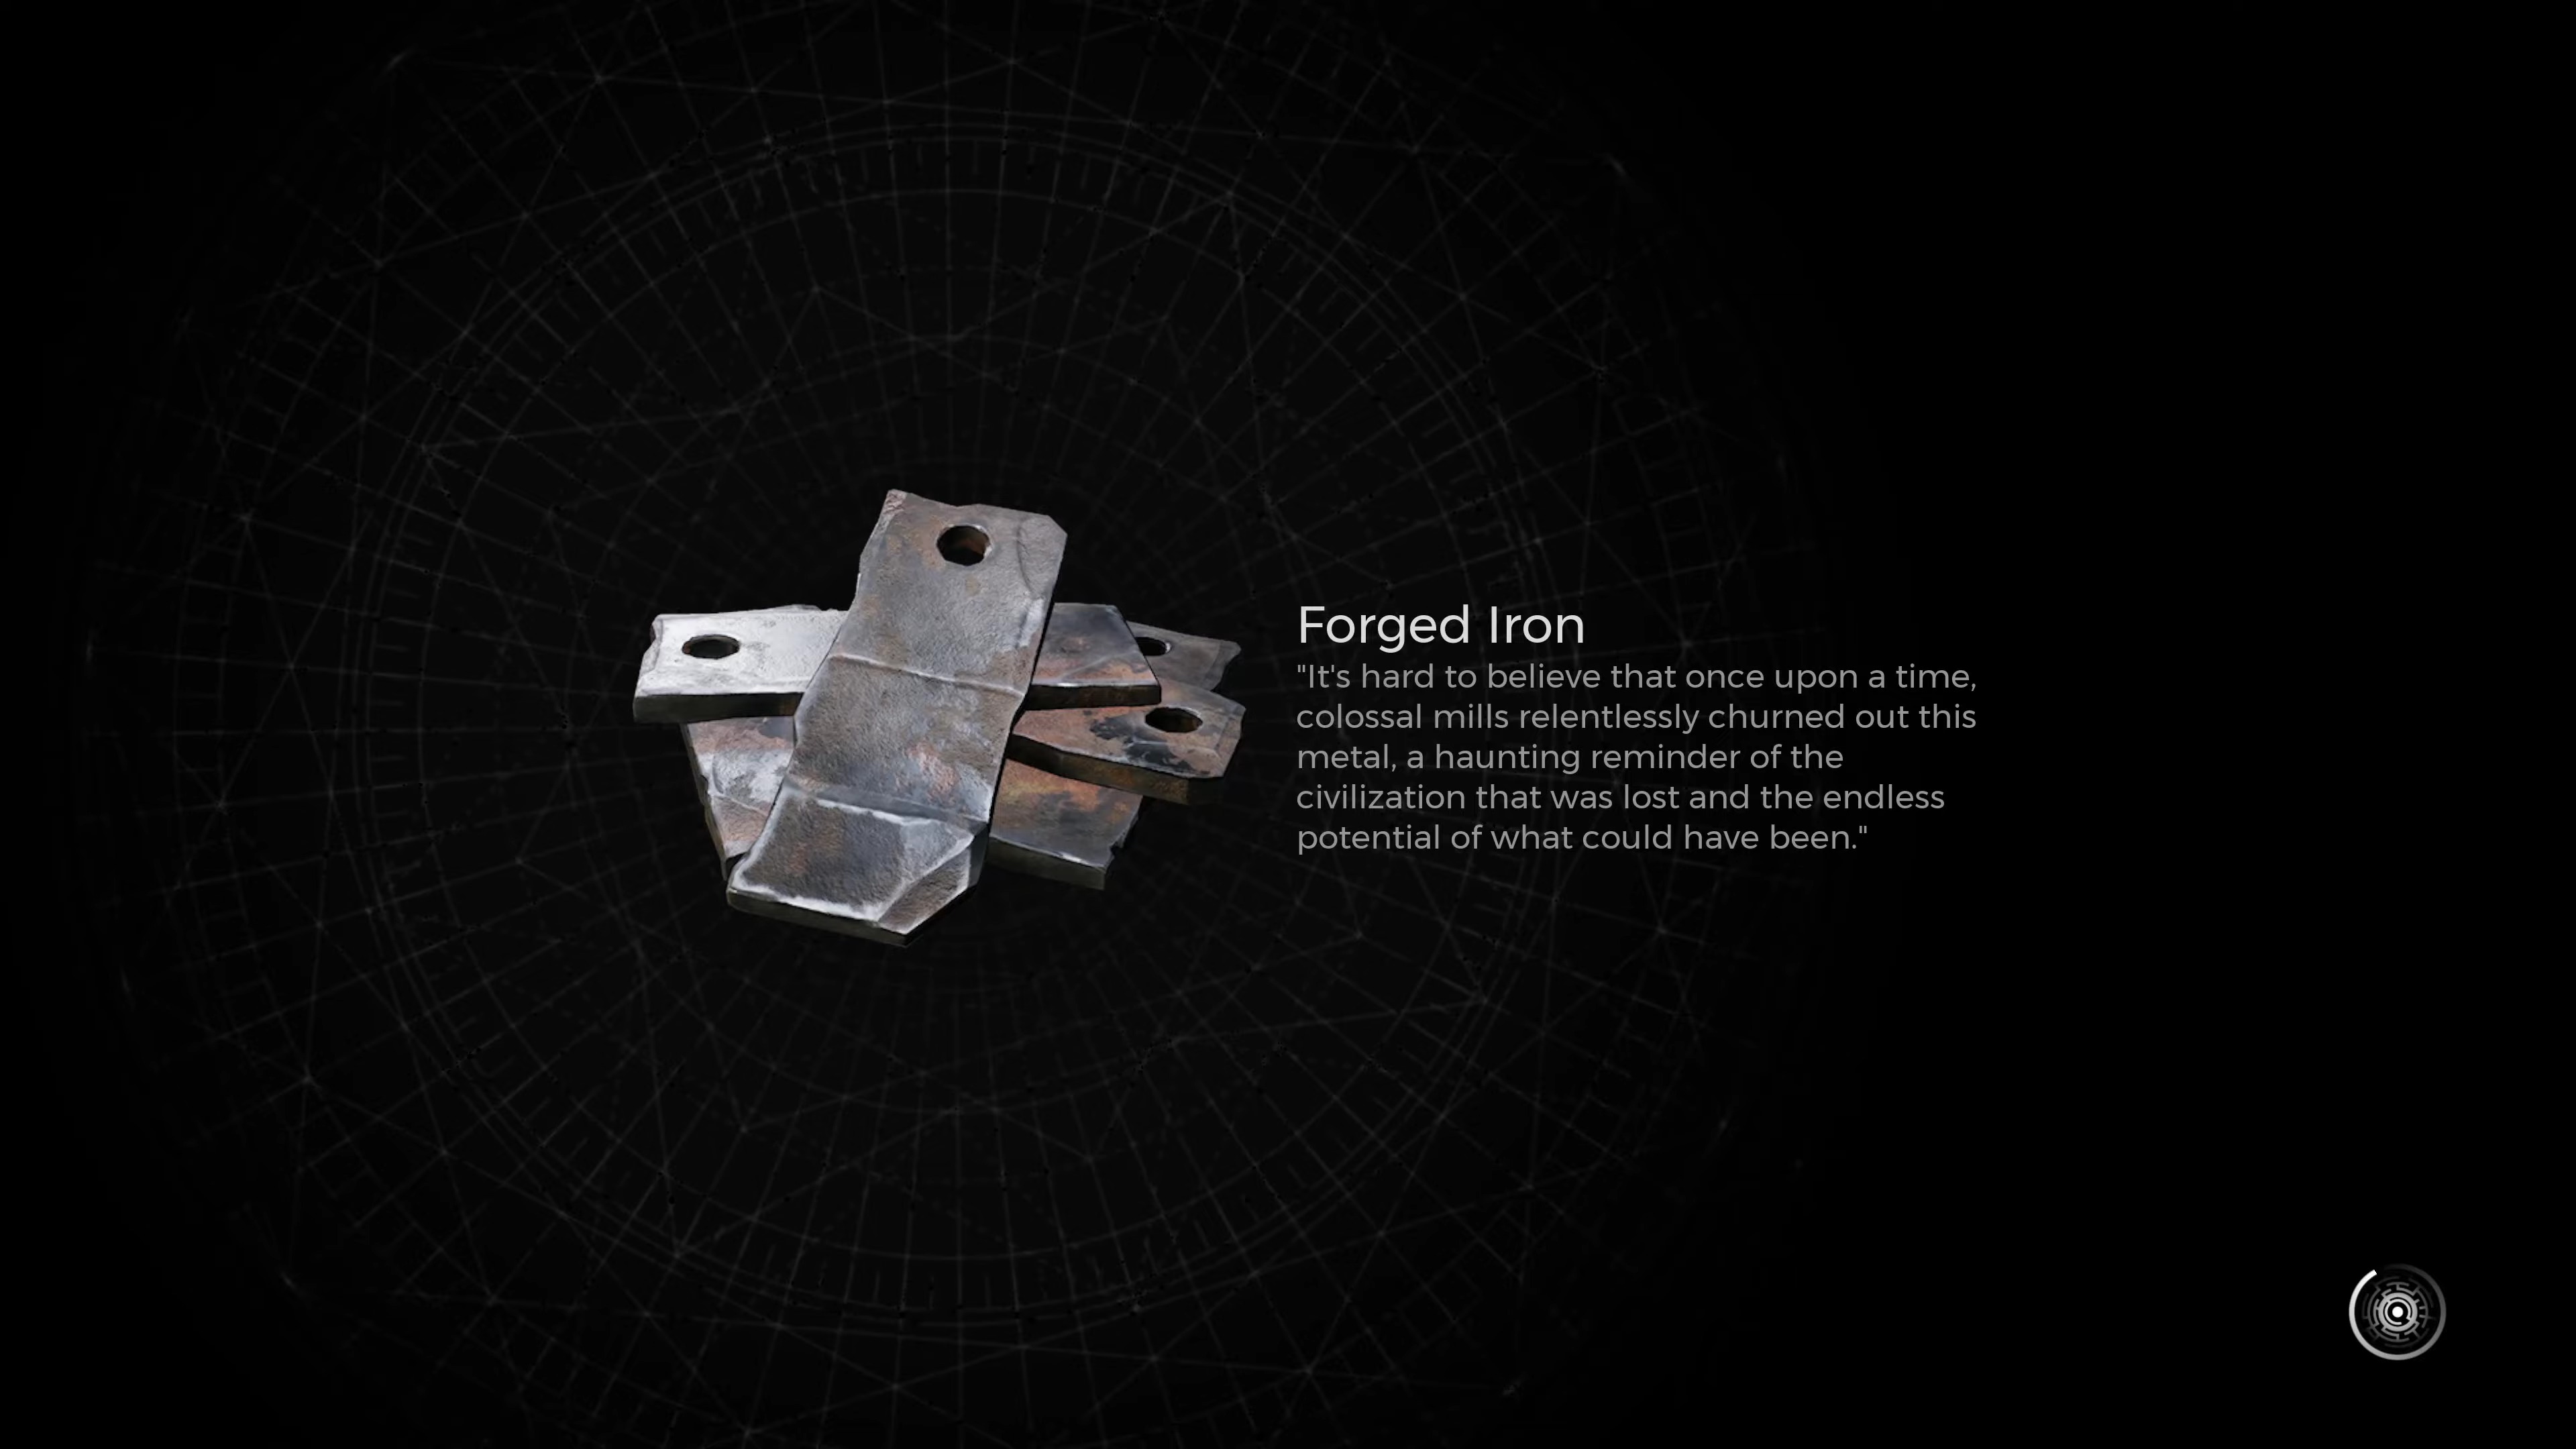 Forged Iron
"It's hard to believe that once upon a time,
colossal mills relentlessly churned out this
metal, a haunting reminder of the
civilization that was lost and the endless
potential of what could have been."